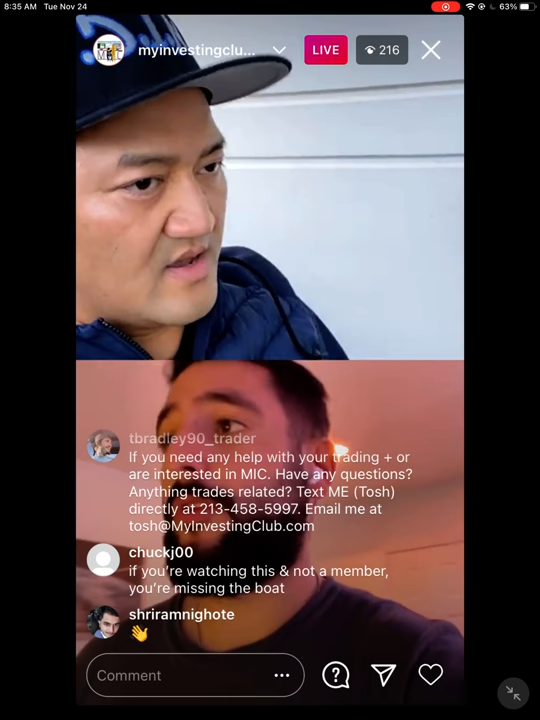 8:35 AM Tue Nov 24
63%
myinvestingclu...
LIVE
216
tbradley90_trader
If you need any help with your trading + or
are interested in MIC. Have any questions?
Anything trades related? Text ME (Tosh)
directly at 213-458-5997. Email me at
tosh@MyInvestingClub.com
chuckj00
if you're watching this & not a member,
you're missing the boat
shriramnighote
👋
Comment